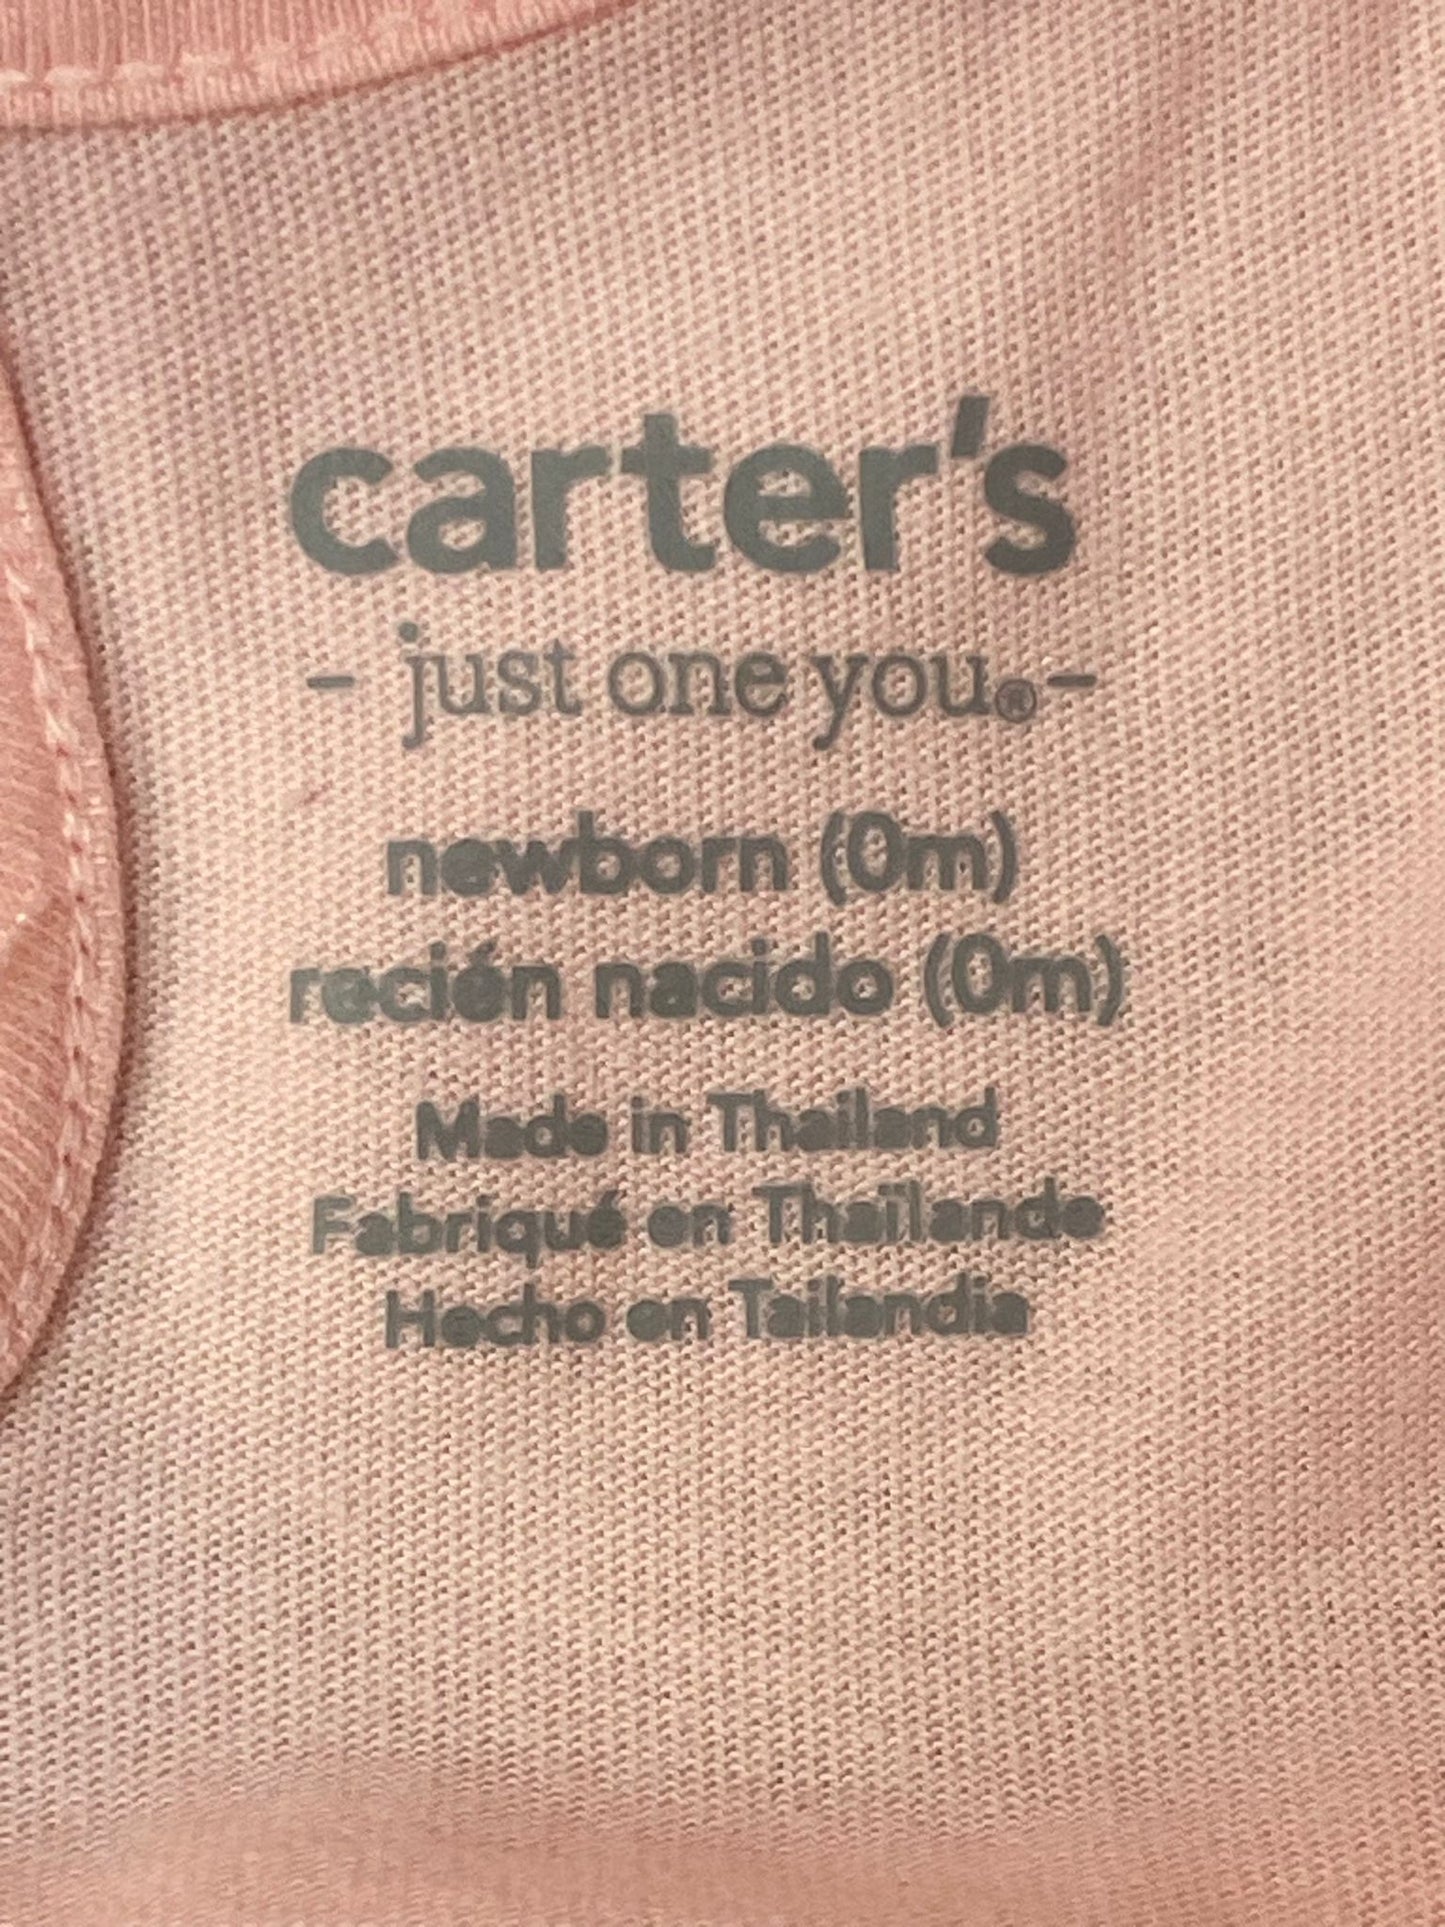 carter's
- just one you® -
newborn (0m)
recién nacido (0m)
Made in Thailand
Fabriqué en Thaïlande
Hecho en Tailandia